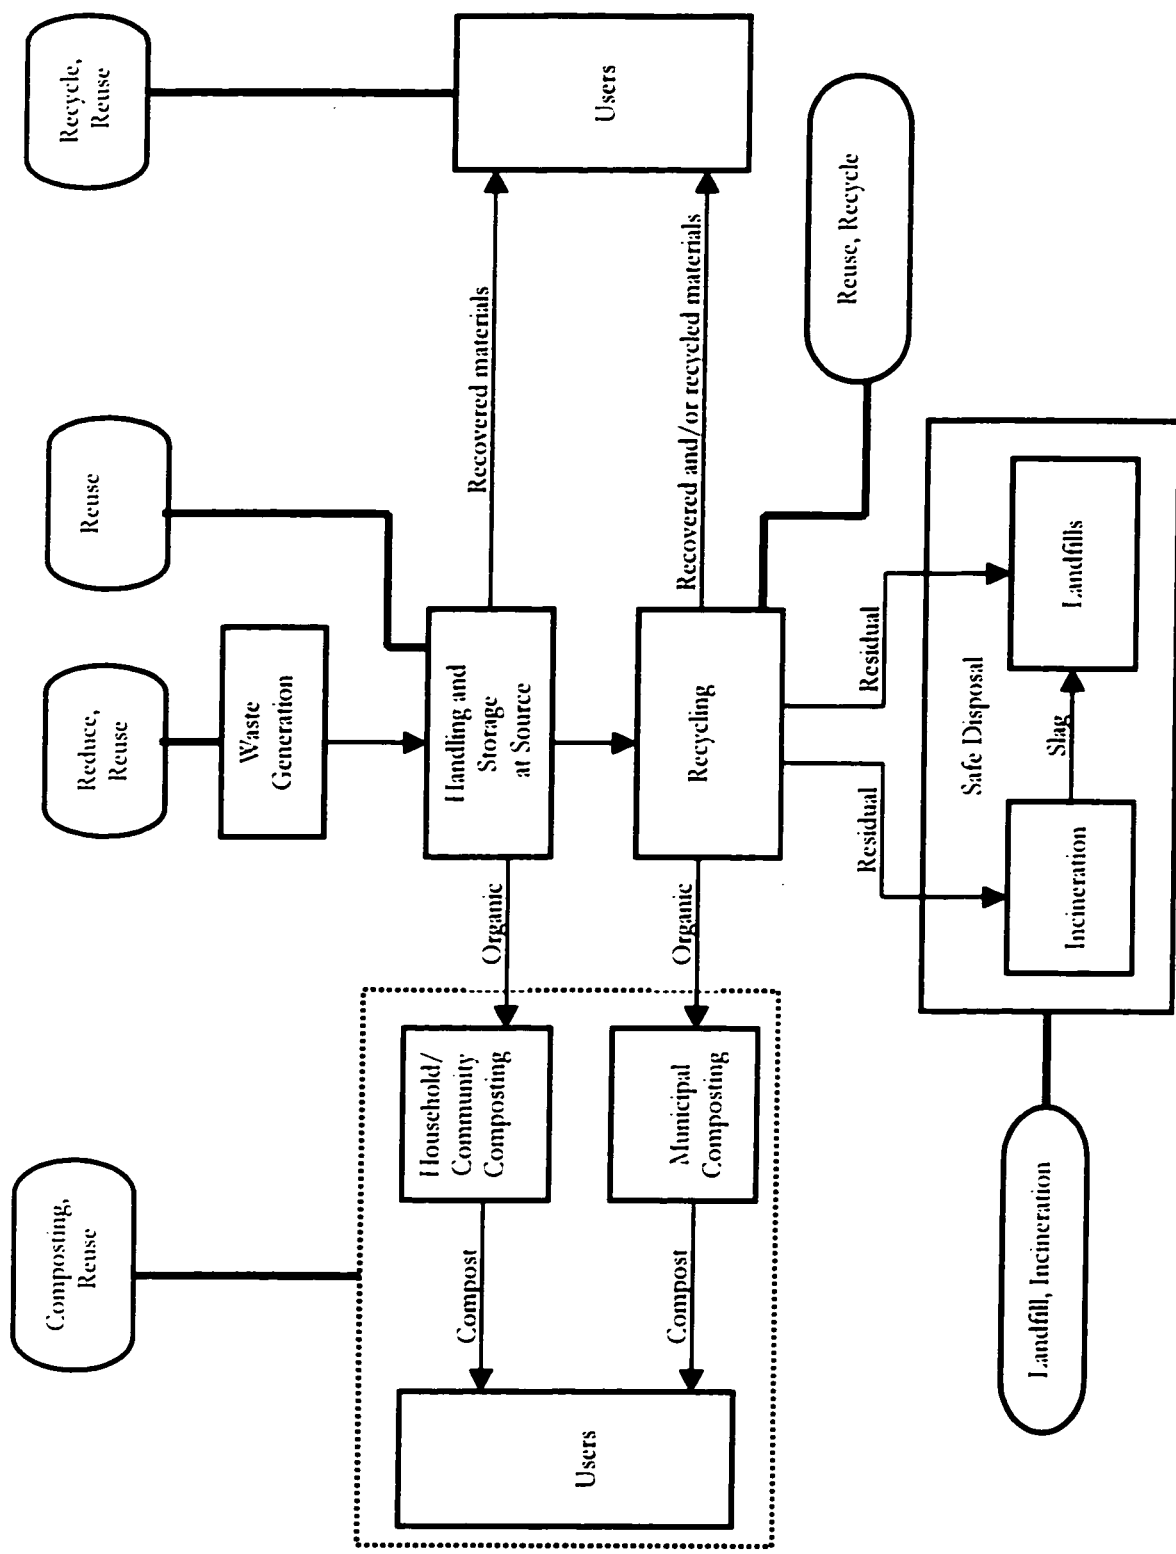 Composting,
Reuse
Reduce,
Reuse
Reuse
Recycle,
Reuse
Waste
Generation
Users
Compost
Household/
Community
Composting
Organic
Handling and
Storage
at Source
Recovered materials
Users
Compost
Municipal
Composting
Organic
Recycling
Recovered and/or recycled materials
Residual
Residual
Reuse, Recycle
Safe Disposal
Incineration
Slag
Landfills
Landfill, Incineration